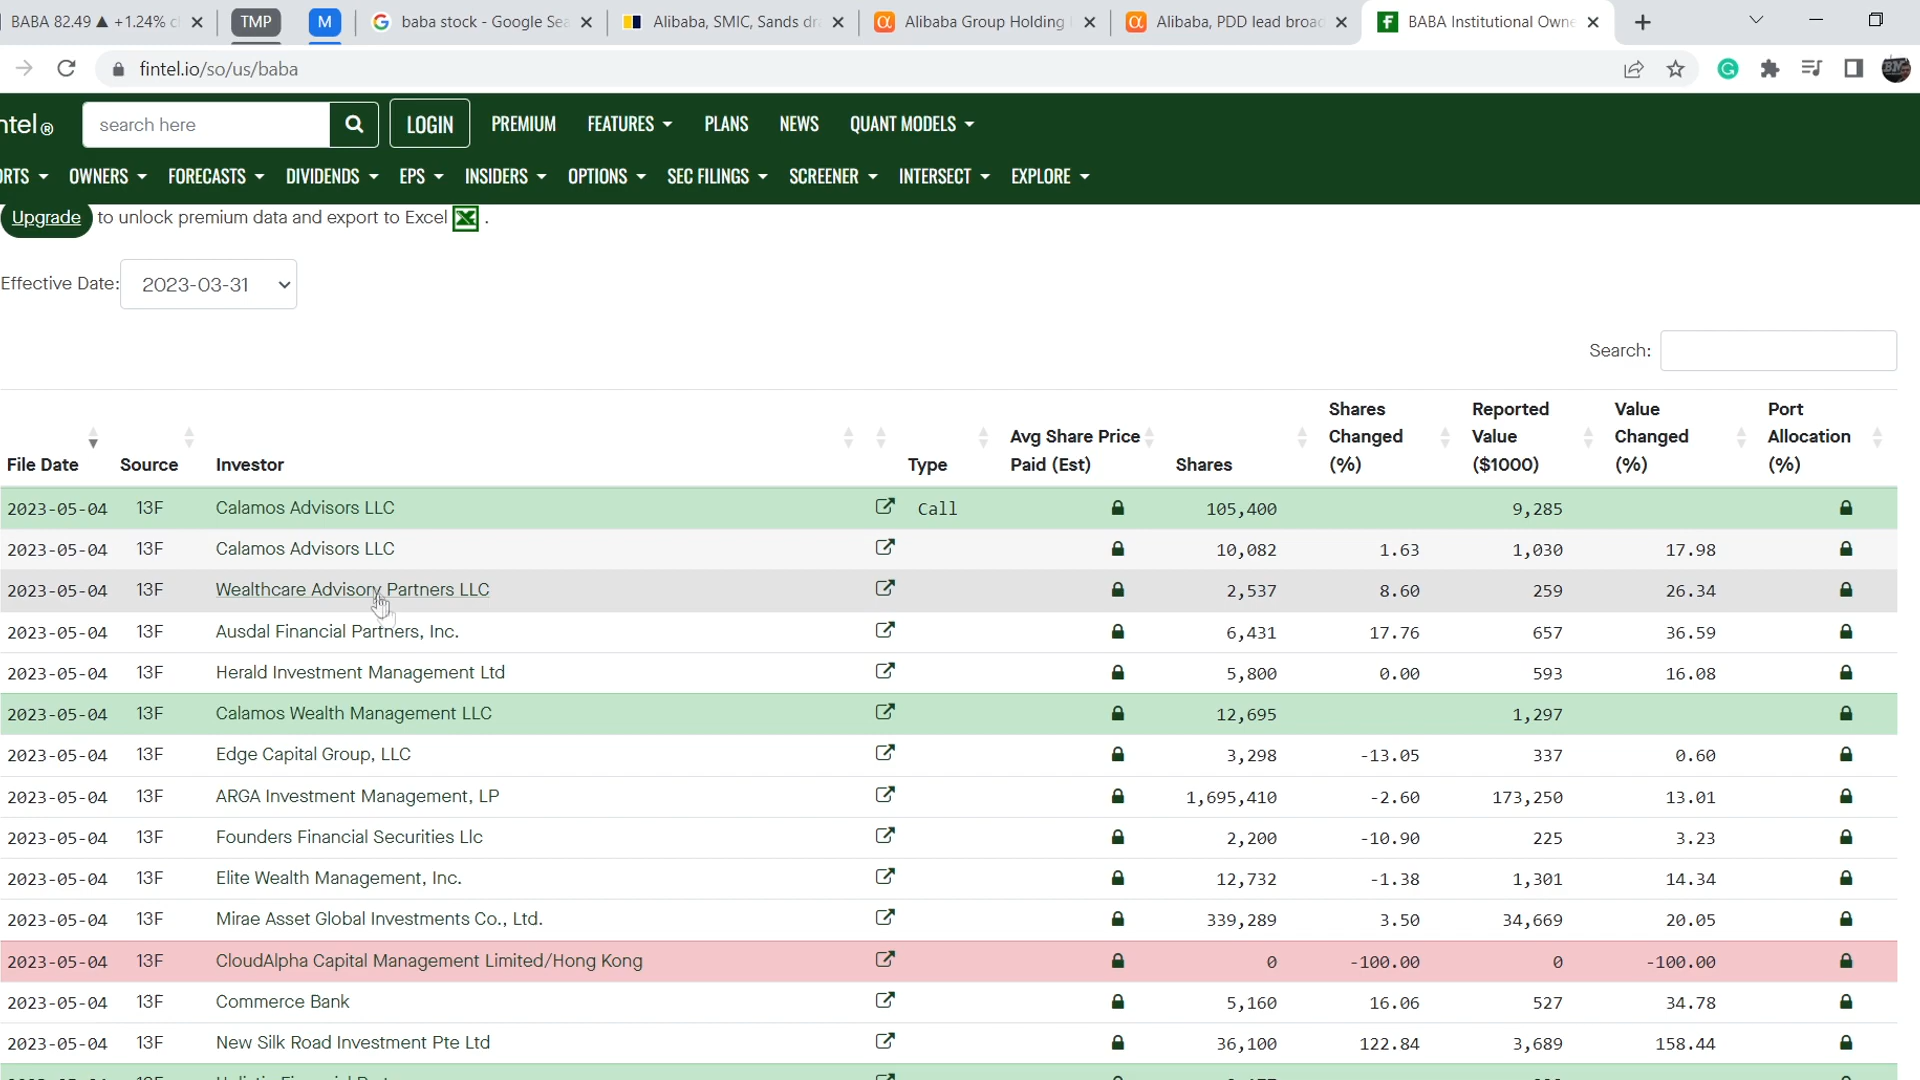 BABA 82.49 ▲ +1.24%
TMP
M
baba stock - Google Sea
Alibaba, SMIC, Sands dr
Alibaba Group Holding
Alibaba, PDD lead broad
BABA Institutional Owne
fintel.io/so/us/baba
ntel®
search here
LOGIN
PREMIUM
FEATURES
PLANS
NEWS
QUANT MODELS
ORTS
OWNERS
FORECASTS
DIVIDENDS
EPS
INSIDERS
OPTIONS
SEC FILINGS
SCREENER
INTERSECT
EXPLORE
Upgrade to unlock premium data and export to Excel .
Effective Date: 2023-03-31
Search:
File Date Source Investor Type Avg Share Price Paid (Est) Shares Shares Changed (%) Reported Value ($1000) Value Changed (%) Port Allocation (%)
2023-05-04 13F Calamos Advisors LLC Call 105,400 9,285
2023-05-04 13F Calamos Advisors LLC 10,082 1.63 1,030 17.98
2023-05-04 13F Wealthcare Advisory Partners LLC 2,537 8.60 259 26.34
2023-05-04 13F Ausdal Financial Partners, Inc. 6,431 17.76 657 36.59
2023-05-04 13F Herald Investment Management Ltd 5,800 0.00 593 16.08
2023-05-04 13F Calamos Wealth Management LLC 12,695 1,297
2023-05-04 13F Edge Capital Group, LLC 3,298 -13.05 337 0.60
2023-05-04 13F ARGA Investment Management, LP 1,695,410 -2.60 173,250 13.01
2023-05-04 13F Founders Financial Securities Llc 2,200 -10.90 225 3.23
2023-05-04 13F Elite Wealth Management, Inc. 12,732 -1.38 1,301 14.34
2023-05-04 13F Mirae Asset Global Investments Co., Ltd. 339,289 3.50 34,669 20.05
2023-05-04 13F CloudAlpha Capital Management Limited/Hong Kong 0 -100.00 0 -100.00
2023-05-04 13F Commerce Bank 5,160 16.06 527 34.78
2023-05-04 13F New Silk Road Investment Pte Ltd 36,100 122.84 3,689 158.44